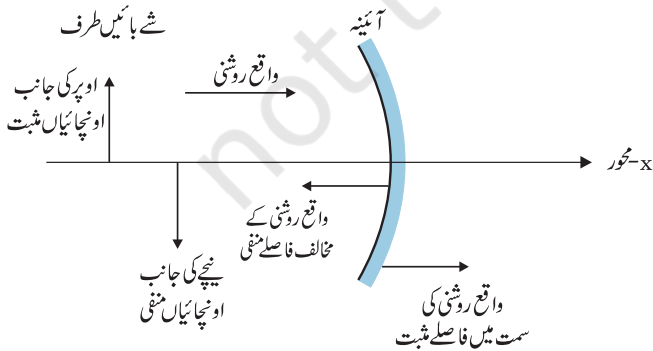 شے بائیں طرف
آئینہ
اوپر کی جانب
اونچائیاں مثبت
واقع روشنی
x-محور
واقع روشنی کے
مخالف فاصلے منفی
نیچے کی جانب
اونچائیاں منفی
واقع روشنی کی
سمت میں فاصلے مثبت
not t